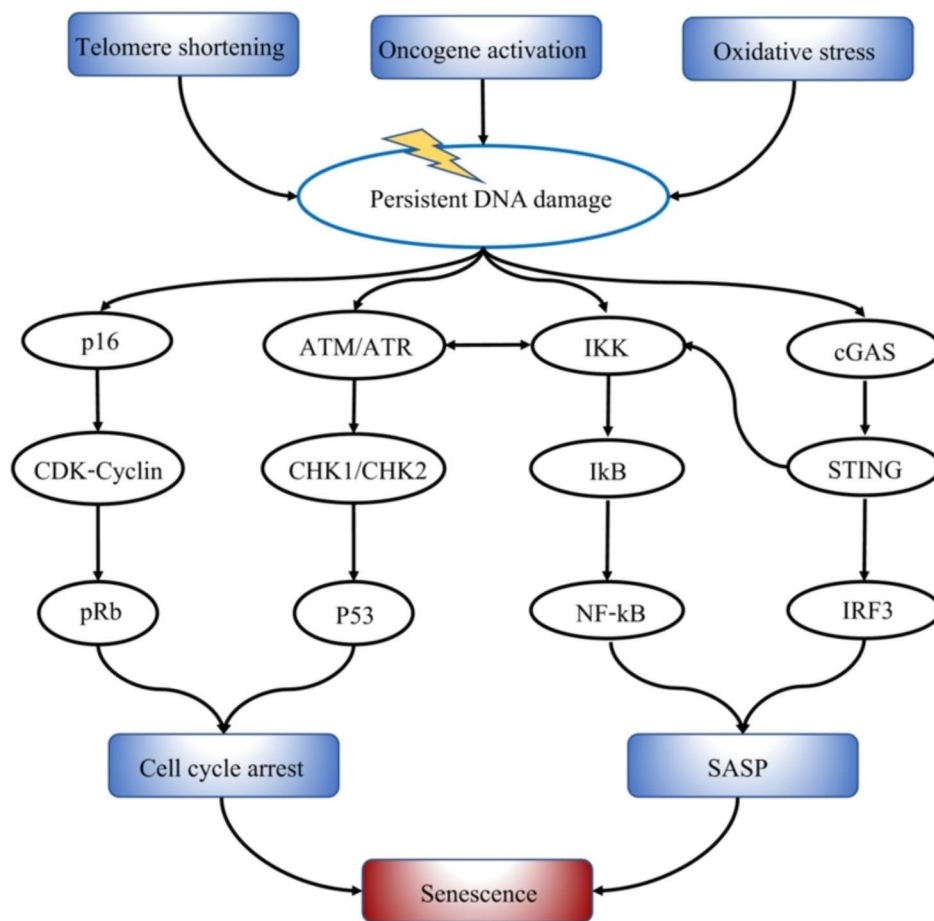 Telomere shortening
Oncogene activation
Oxidative stress
Persistent DNA damage
p16
ATM/ATR
IKK
cGAS
CDK-Cyclin
CHK1/CHK2
IkB
STING
pRb
P53
NF-kB
IRF3
Cell cycle arrest
SASP
Senescence